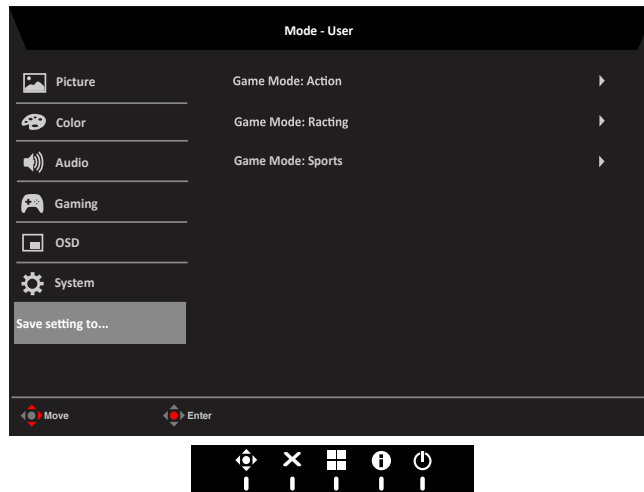 Mode - User
Picture
Game Mode: Action
Color
Game Mode: Racting
Audio
Game Mode: Sports
Gaming
OSD
System
Save setting to...
Move
Enter